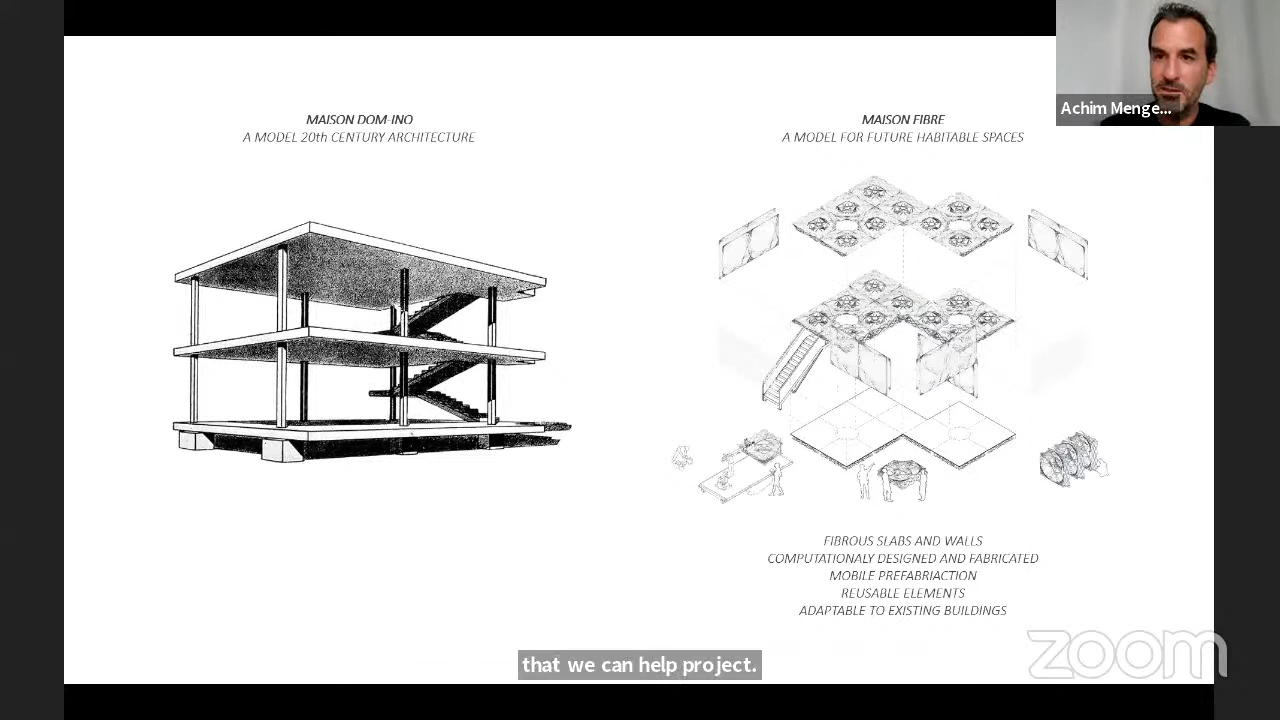 MAISON DOM-INO
A MODEL 20th CENTURY ARCHITECTURE
MAISON FIBRE
A MODEL FOR FUTURE HABITABLE SPACES
Achim Menge...
FIBROUS SLABS AND WALLS
COMPUTATIONALY DESIGNED AND FABRICATED
MOBILE PREFABRIACTION
REUSABLE ELEMENTS
ADAPTABLE TO EXISTING BUILDINGS
zoom
that we can help project.